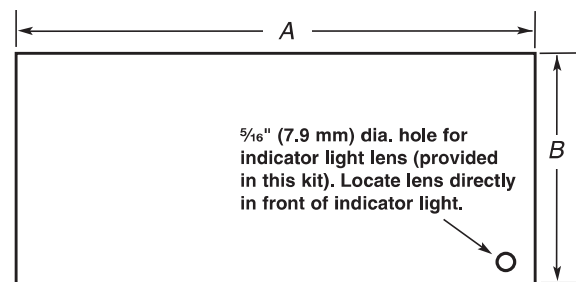 A
5/16" (7.9 mm) dia. hole for
indicator light lens (provided
in this kit). Locate lens directly
in front of indicator light.
B